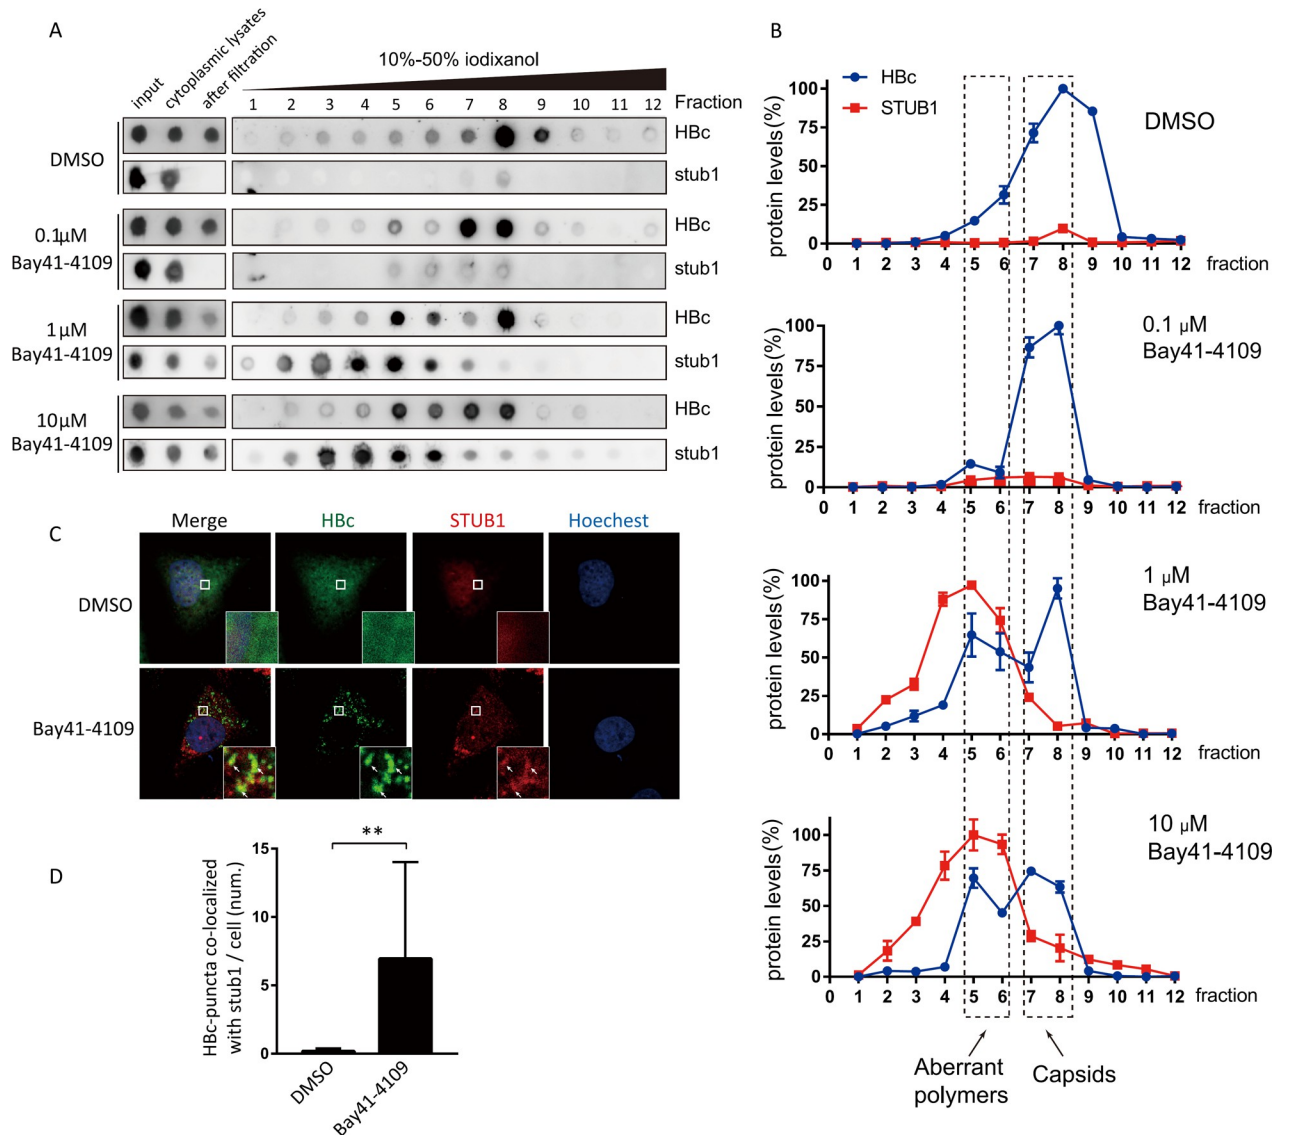 A
input
cytoplasmic lysates
after filtration
10%-50% iodixanol
1 2 3 4 5 6 7 8 9 10 11 12 Fraction
DMSO
HBc
stub1
0.1µM
Bay41-4109
HBc
stub1
1µM
Bay41-4109
HBc
stub1
10µM
Bay41-4109
HBc
stub1
B
HBc
STUB1
DMSO
protein levels(%)
100
75
50
25
0
0 1 2 3 4 5 6 7 8 9 10 11 12 fraction
0.1 µM
Bay41-4109
protein levels(%)
100
75
50
25
0
0 1 2 3 4 5 6 7 8 9 10 11 12 fraction
1 µM
Bay41-4109
protein levels(%)
100
75
50
25
0
0 1 2 3 4 5 6 7 8 9 10 11 12 fraction
10 µM
Bay41-4109
protein levels(%)
100
75
50
25
0
0 1 2 3 4 5 6 7 8 9 10 11 12 fraction
Aberrant
polymers
Capsids
C
Merge HBc STUB1 Hoechest
DMSO
Bay41-4109
D
HBc-puncta co-localized
with stub1 / cell (num.)
15
10
5
0
**
DMSO
Bay41-4109